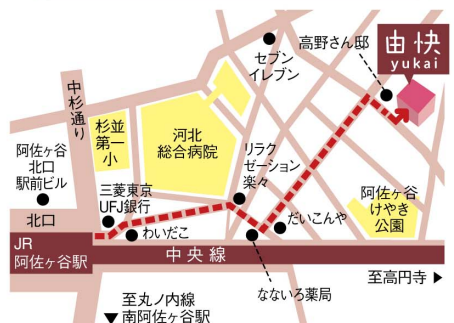 由快
yukai
高野さん邸
セブン
イレブン
中杉通り
杉並
第一
小
河北
総合病院
阿佐ヶ谷
北口
駅前ビル
リラク
ゼーション
楽々
三菱東京
UFJ銀行
阿佐ヶ谷
けやき
公園
北口
わいだこ
だいこんや
JR
阿佐ヶ谷駅
中央線
なないろ薬局
至高円寺 ▶
至丸ノ内線
▼南阿佐ヶ谷駅